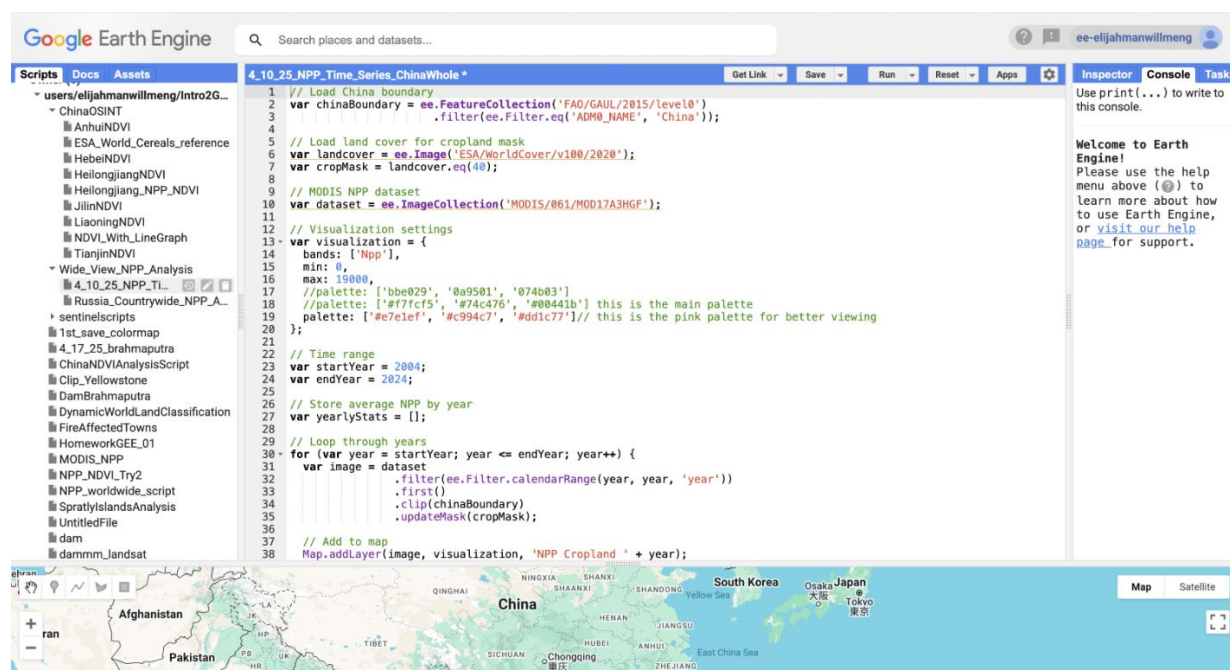 Google Earth Engine
Search places and datasets...
ee-elijahmanwillmeng
Scripts Docs Assets
users/elijahmanwillmeng/Intro2G...
ChinaOSINT
AnhuiNDVI
ESA_World_Cereals_reference
HebeiNDVI
HeilongjiangNDVI
Heilongjiang_NPP_NDVI
JilinNDVI
LiaoningNDVI
NDVI_With_LineGraph
TianjinNDVI
Wide_View_NPP_Analysis
4_10_25_NPP_Ti...
Russia_Countrywide_NPP_A...
sentinelscripts
1st_save_colormap
4_17_25_brahmaputra
ChinaNDVIAnalysisScript
Clip_Yellowstone
DamBrahmaputra
DynamicWorldLandClassification
FireAffectedTowns
HomeworkGEE_01
MODIS_NPP
NPP_NDVI_Try2
NPP_worldwide_script
SpratlyIslandsAnalysis
UntitledFile
dam
dammm_landsat
4_10_25_NPP_Time_Series_ChinaWhole *
Get Link Save Run Reset Apps
1 // Load China boundary
2 var chinaBoundary = ee.FeatureCollection('FAO/GAUL/2015/level0')
3 .filter(ee.Filter.eq('ADM0_NAME', 'China'));
4
5 // Load land cover for cropland mask
6 var landcover = ee.Image('ESA/WorldCover/v100/2020');
7 var cropMask = landcover.eq(40);
8
9 // MODIS NPP dataset
10 var dataset = ee.ImageCollection('MODIS/061/MOD17A3HGF');
11
12 // Visualization settings
13 var visualization = {
14 bands: ['Npp'],
15 min: 0,
16 max: 19000,
17 //palette: ['bbe029', '0a9501', '074b03']
18 //palette: ['#f7fcf5', '#74c476', '#00441b'] this is the main palette
19 palette: ['#e7e1ef', '#c994c7', '#dd1c77']// this is the pink palette for better viewing
20 };
21
22 // Time range
23 var startYear = 2004;
24 var endYear = 2024;
25
26 // Store average NPP by year
27 var yearlyStats = [];
28
29 // Loop through years
30 for (var year = startYear; year <= endYear; year++) {
31 var image = dataset
32 .filter(ee.Filter.calendarRange(year, year, 'year'))
33 .first()
34 .clip(chinaBoundary)
35 .updateMask(cropMask);
36
37 // Add to map
38 Map.addLayer(image, visualization, 'NPP Cropland ' + year);
Inspector Console Task
Use print(...) to write to
this console.
Welcome to Earth
Engine!
Please use the help
menu above (?) to
learn more about how
to use Earth Engine,
or visit our help
page for support.
Afghanistan
Pakistan
ran
JK
LA
HP
PB
UK
HR
TIBET
QINGHAI
NINGXIA
SHANXI
SHAANXI
SHANDONG
China
HENAN
JIANGSU
HUBEI
ANHUI
SICHUAN
Chongqing
重庆
ZHEJIANG
South Korea
Yellow Sea
East China Sea
Osaka
大阪
Japan
Tokyo
東京
Map Satellite